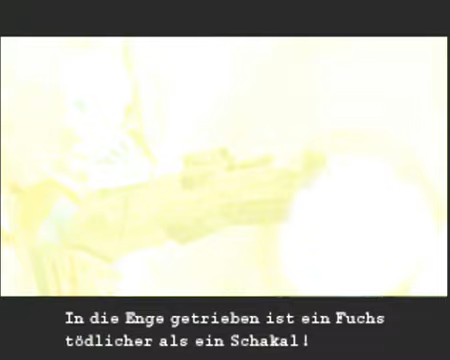 In die Enge getrieben ist ein Fuchs
tödlicher als ein Schakal!